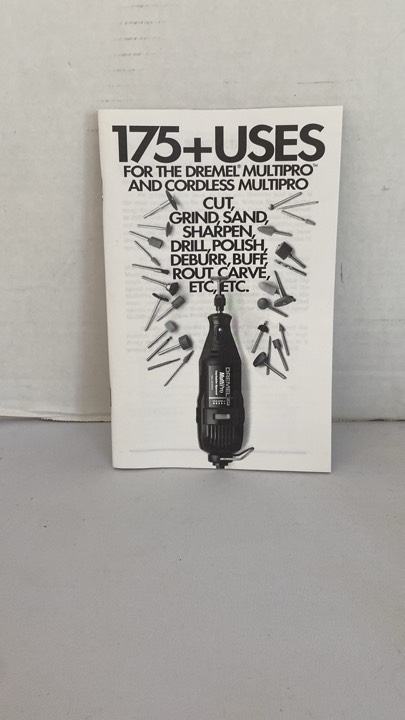 175+USES
FOR THE DREMEL® MULTIPRO™
AND CORDLESS MULTIPRO
CUT,
GRIND, SAND,
SHARPEN,
DRILL, POLISH,
DEBURR, BUFF,
ROUT, CARVE,
ETC, ETC.
DREMEL
MultiPro